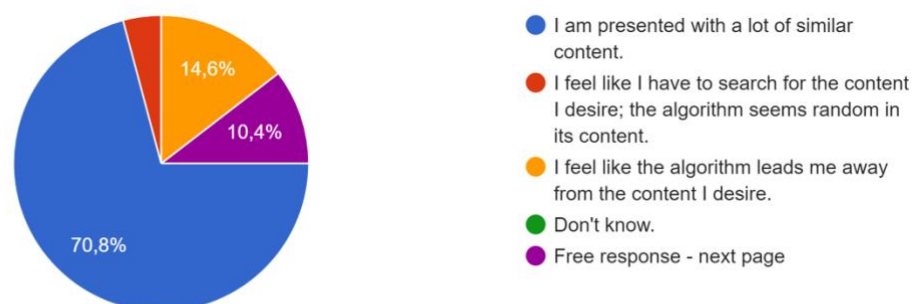 14,6%
10,4%
70,8%
I am presented with a lot of similar
content.
I feel like I have to search for the content
I desire; the algorithm seems random in
its content.
I feel like the algorithm leads me away
from the content I desire.
Don't know.
Free response - next page